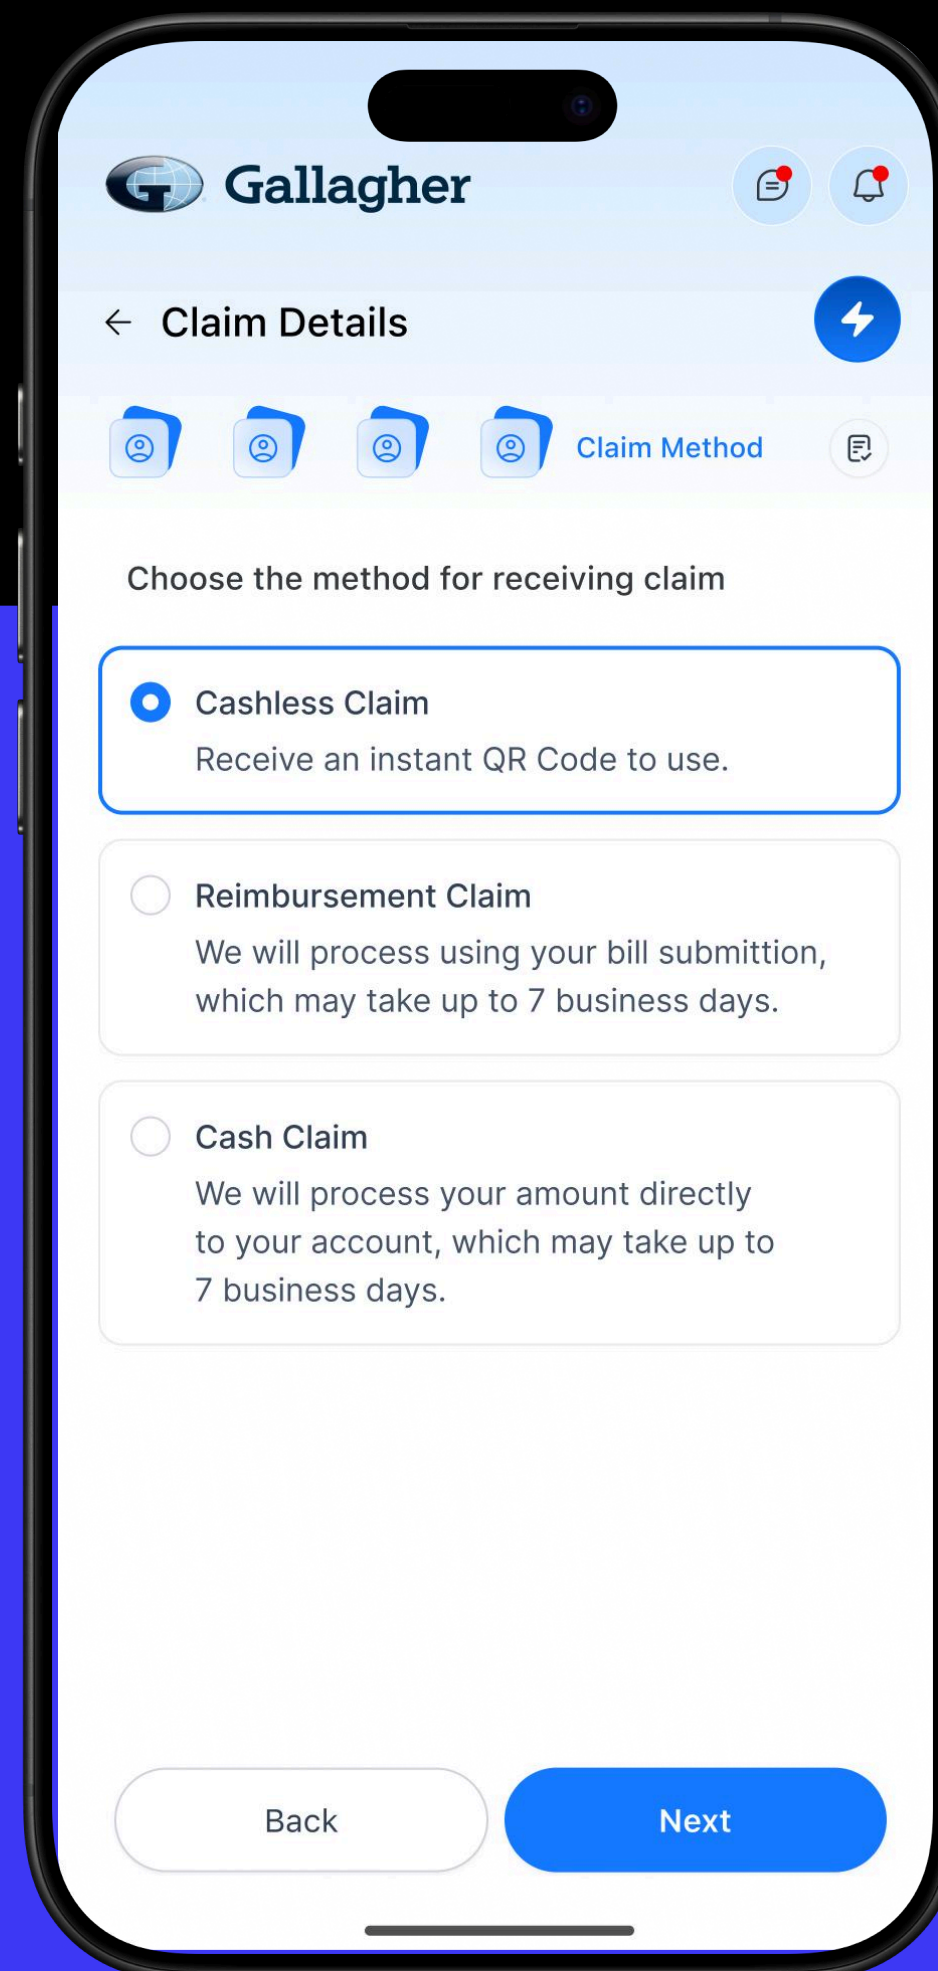 Gallagher
Claim Details
Claim Method
Choose the method for receiving claim
Cashless Claim
Receive an instant QR Code to use.
Reimbursement Claim
We will process using your bill submittion,
which may take up to 7 business days.
Cash Claim
We will process your amount directly
to your account, which may take up to
7 business days.
Back
Next